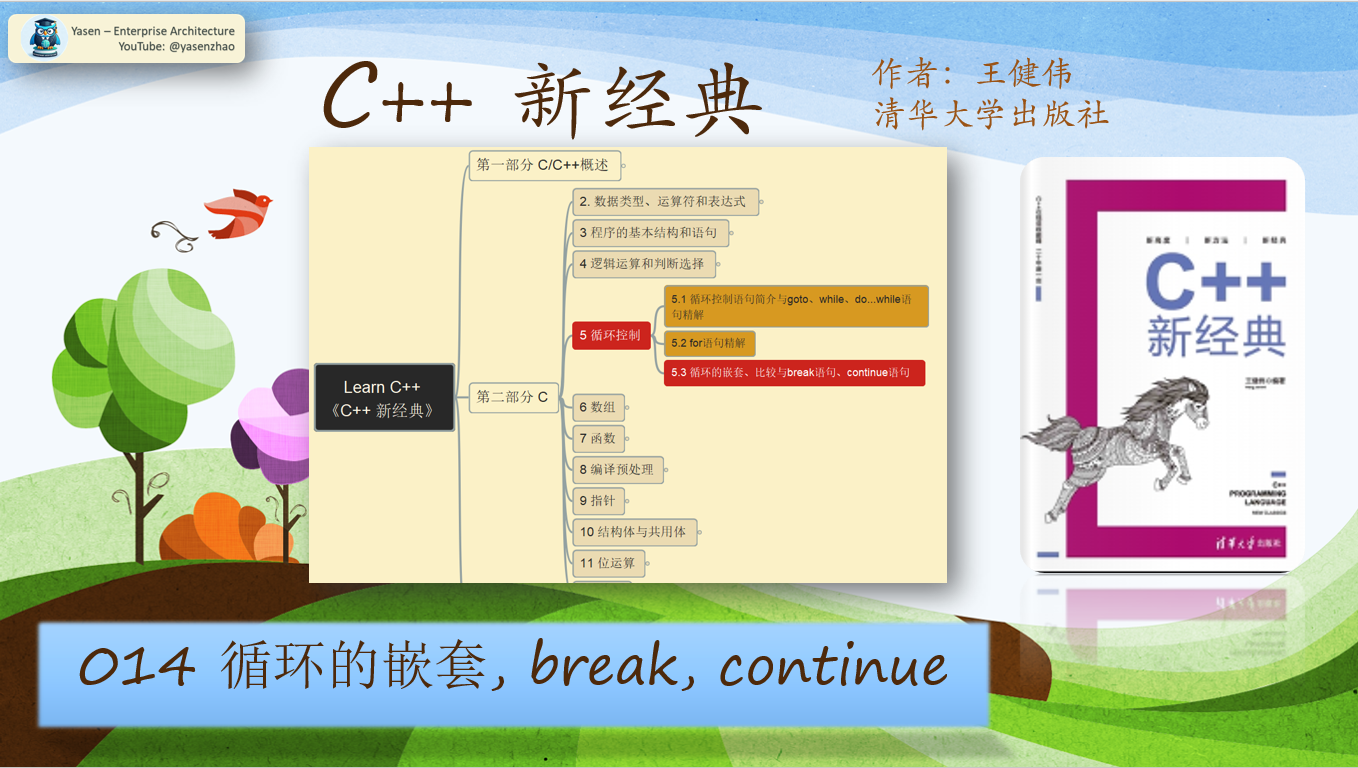 Yasen – Enterprise Architecture
YouTube: @yasenzhao
C++ 新经典
作者: 王健伟
清华大学出版社
第一部分 C/C++概述
2. 数据类型、运算符和表达式
3 程序的基本结构和语句
4 逻辑运算和判断选择
5.1 循环控制语句简介与goto、while、do...while语
句精解
5 循环控制
5.2 for语句精解
5.3 循环的嵌套、比较与break语句、continue语句
Learn C++
《C++ 新经典》
第二部分 C
6 数组
7 函数
8 编译预处理
9 指针
10 结构体与共用体
11 位运算
C++
新经典
王健伟◎编著
C++
PROGRAMMING
LANGUAGE
NEW CLASSICS
清华大学出版社
014 循环的嵌套, break, continue